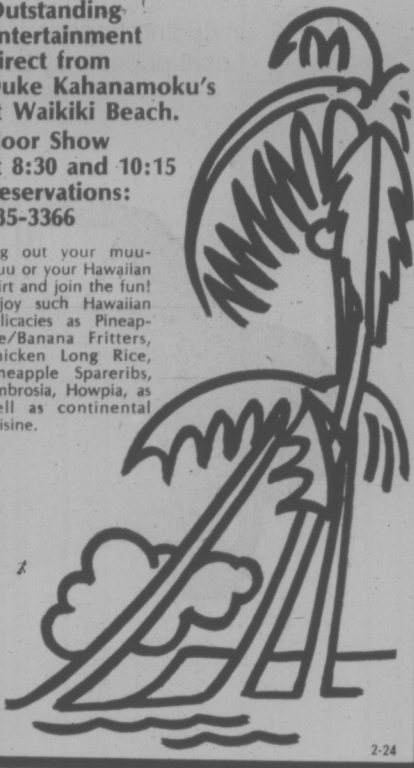 Outstanding
ntertainment
irect from
uke Kahanamoku's
t Waikiki Beach.
loor Show
t 8:30 and 10:15
eservations:
35-3366
g out your muu-
uu or your Hawaiian
irt and join the fun!
joy such Hawaiian
licacies as Pineap-
e/Banana Fritters,
hicken Long Rice,
neapple Spareribs,
mbrosia, Howpia, as
ell as continental
isine.
2-24